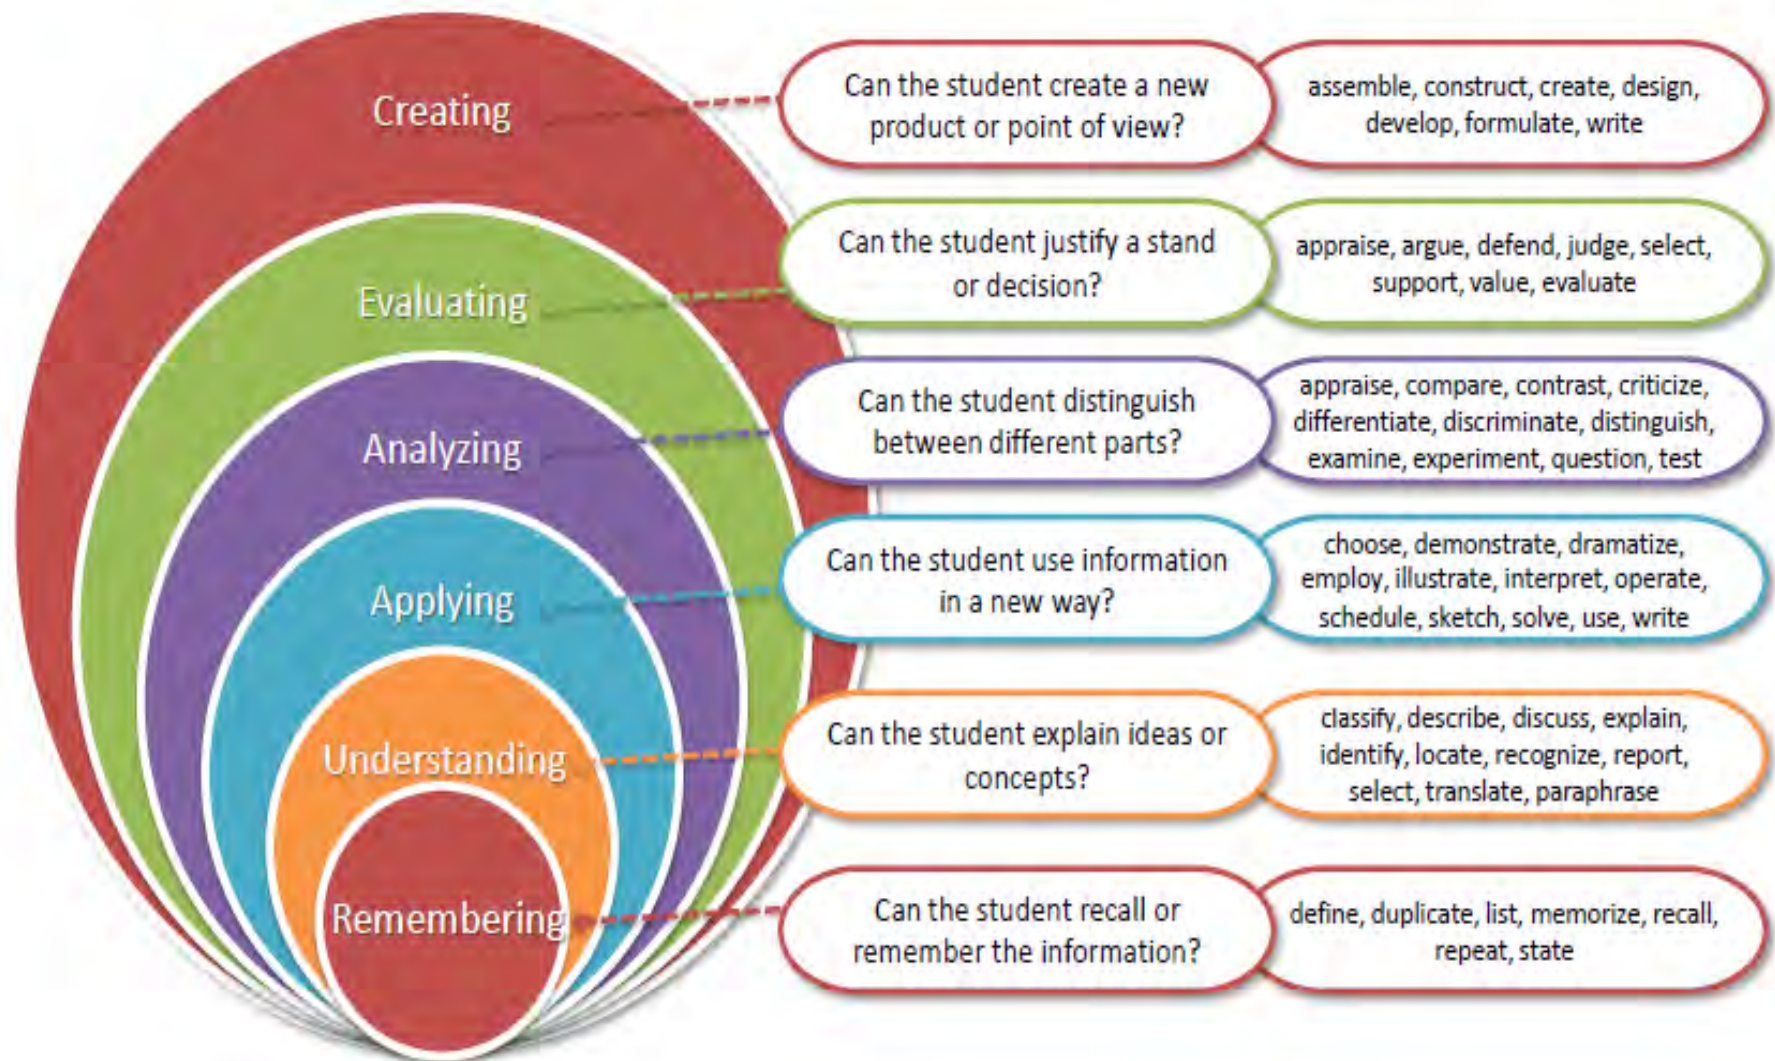 Creating
Can the student create a new
product or point of view?
assemble, construct, create, design,
develop, formulate, write
Evaluating
Can the student justify a stand
or decision?
appraise, argue, defend, judge, select,
support, value, evaluate
Analyzing
Can the student distinguish
between different parts?
appraise, compare, contrast, criticize,
differentiate, discriminate, distinguish,
examine, experiment, question, test
Applying
Can the student use information
in a new way?
choose, demonstrate, dramatize,
employ, illustrate, interpret, operate,
schedule, sketch, solve, use, write
Understanding
Can the student explain ideas or
concepts?
classify, describe, discuss, explain,
identify, locate, recognize, report,
select, translate, paraphrase
Remembering
Can the student recall or
remember the information?
define, duplicate, list, memorize, recall,
repeat, state